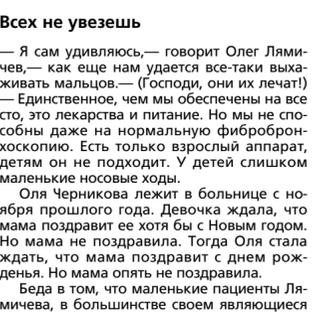 Всех не увезешь
— Я сам удивляюсь,— говорит Олег Лями-
чев,— как еще нам удается все-таки выха-
живать мальцов.— (Господи, они их лечат!)
— Единственное, чем мы обеспечены на все
сто, это лекарства и питание. Но мы не спо-
собны даже на нормальную фиброброн-
хоскопию. Есть только взрослый аппарат,
детям он не подходит. У детей слишком
маленькие носовые ходы.
Оля Черникова лежит в больнице с но-
ября прошлого года. Девочка ждала, что
мама поздравит ее хотя бы с Новым годом.
Но мама не поздравила. Тогда Оля стала
ждать, что мама поздравит с днем рож-
денья. Но мама опять не поздравила.
Беда в том, что маленькие пациенты Ля-
мичева, в большинстве своем являющиеся